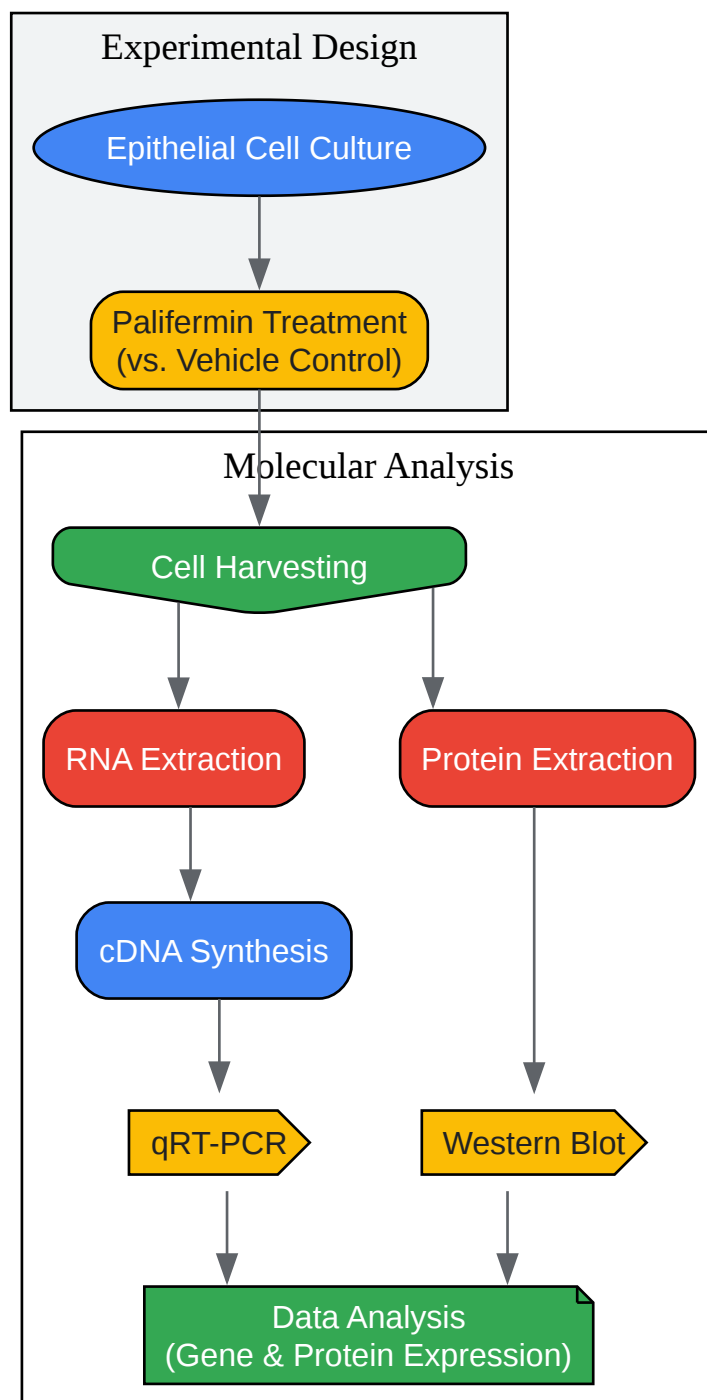 Experimental Design
Epithelial Cell Culture
Palifermin Treatment
(vs. Vehicle Control)
Molecular Analysis
Cell Harvesting
RNA Extraction
Protein Extraction
cDNA Synthesis
qRT-PCR
Western Blot
Data Analysis
(Gene & Protein Expression)